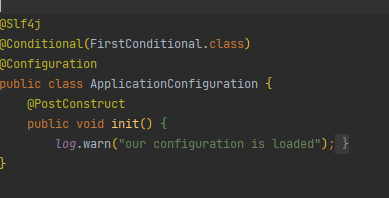 @Slf4j
@Conditional(FirstConditional.class)
@Configuration
public class ApplicationConfiguration {
@PostConstruct
public void init() {
log.warn("our configuration is loaded"); }
}